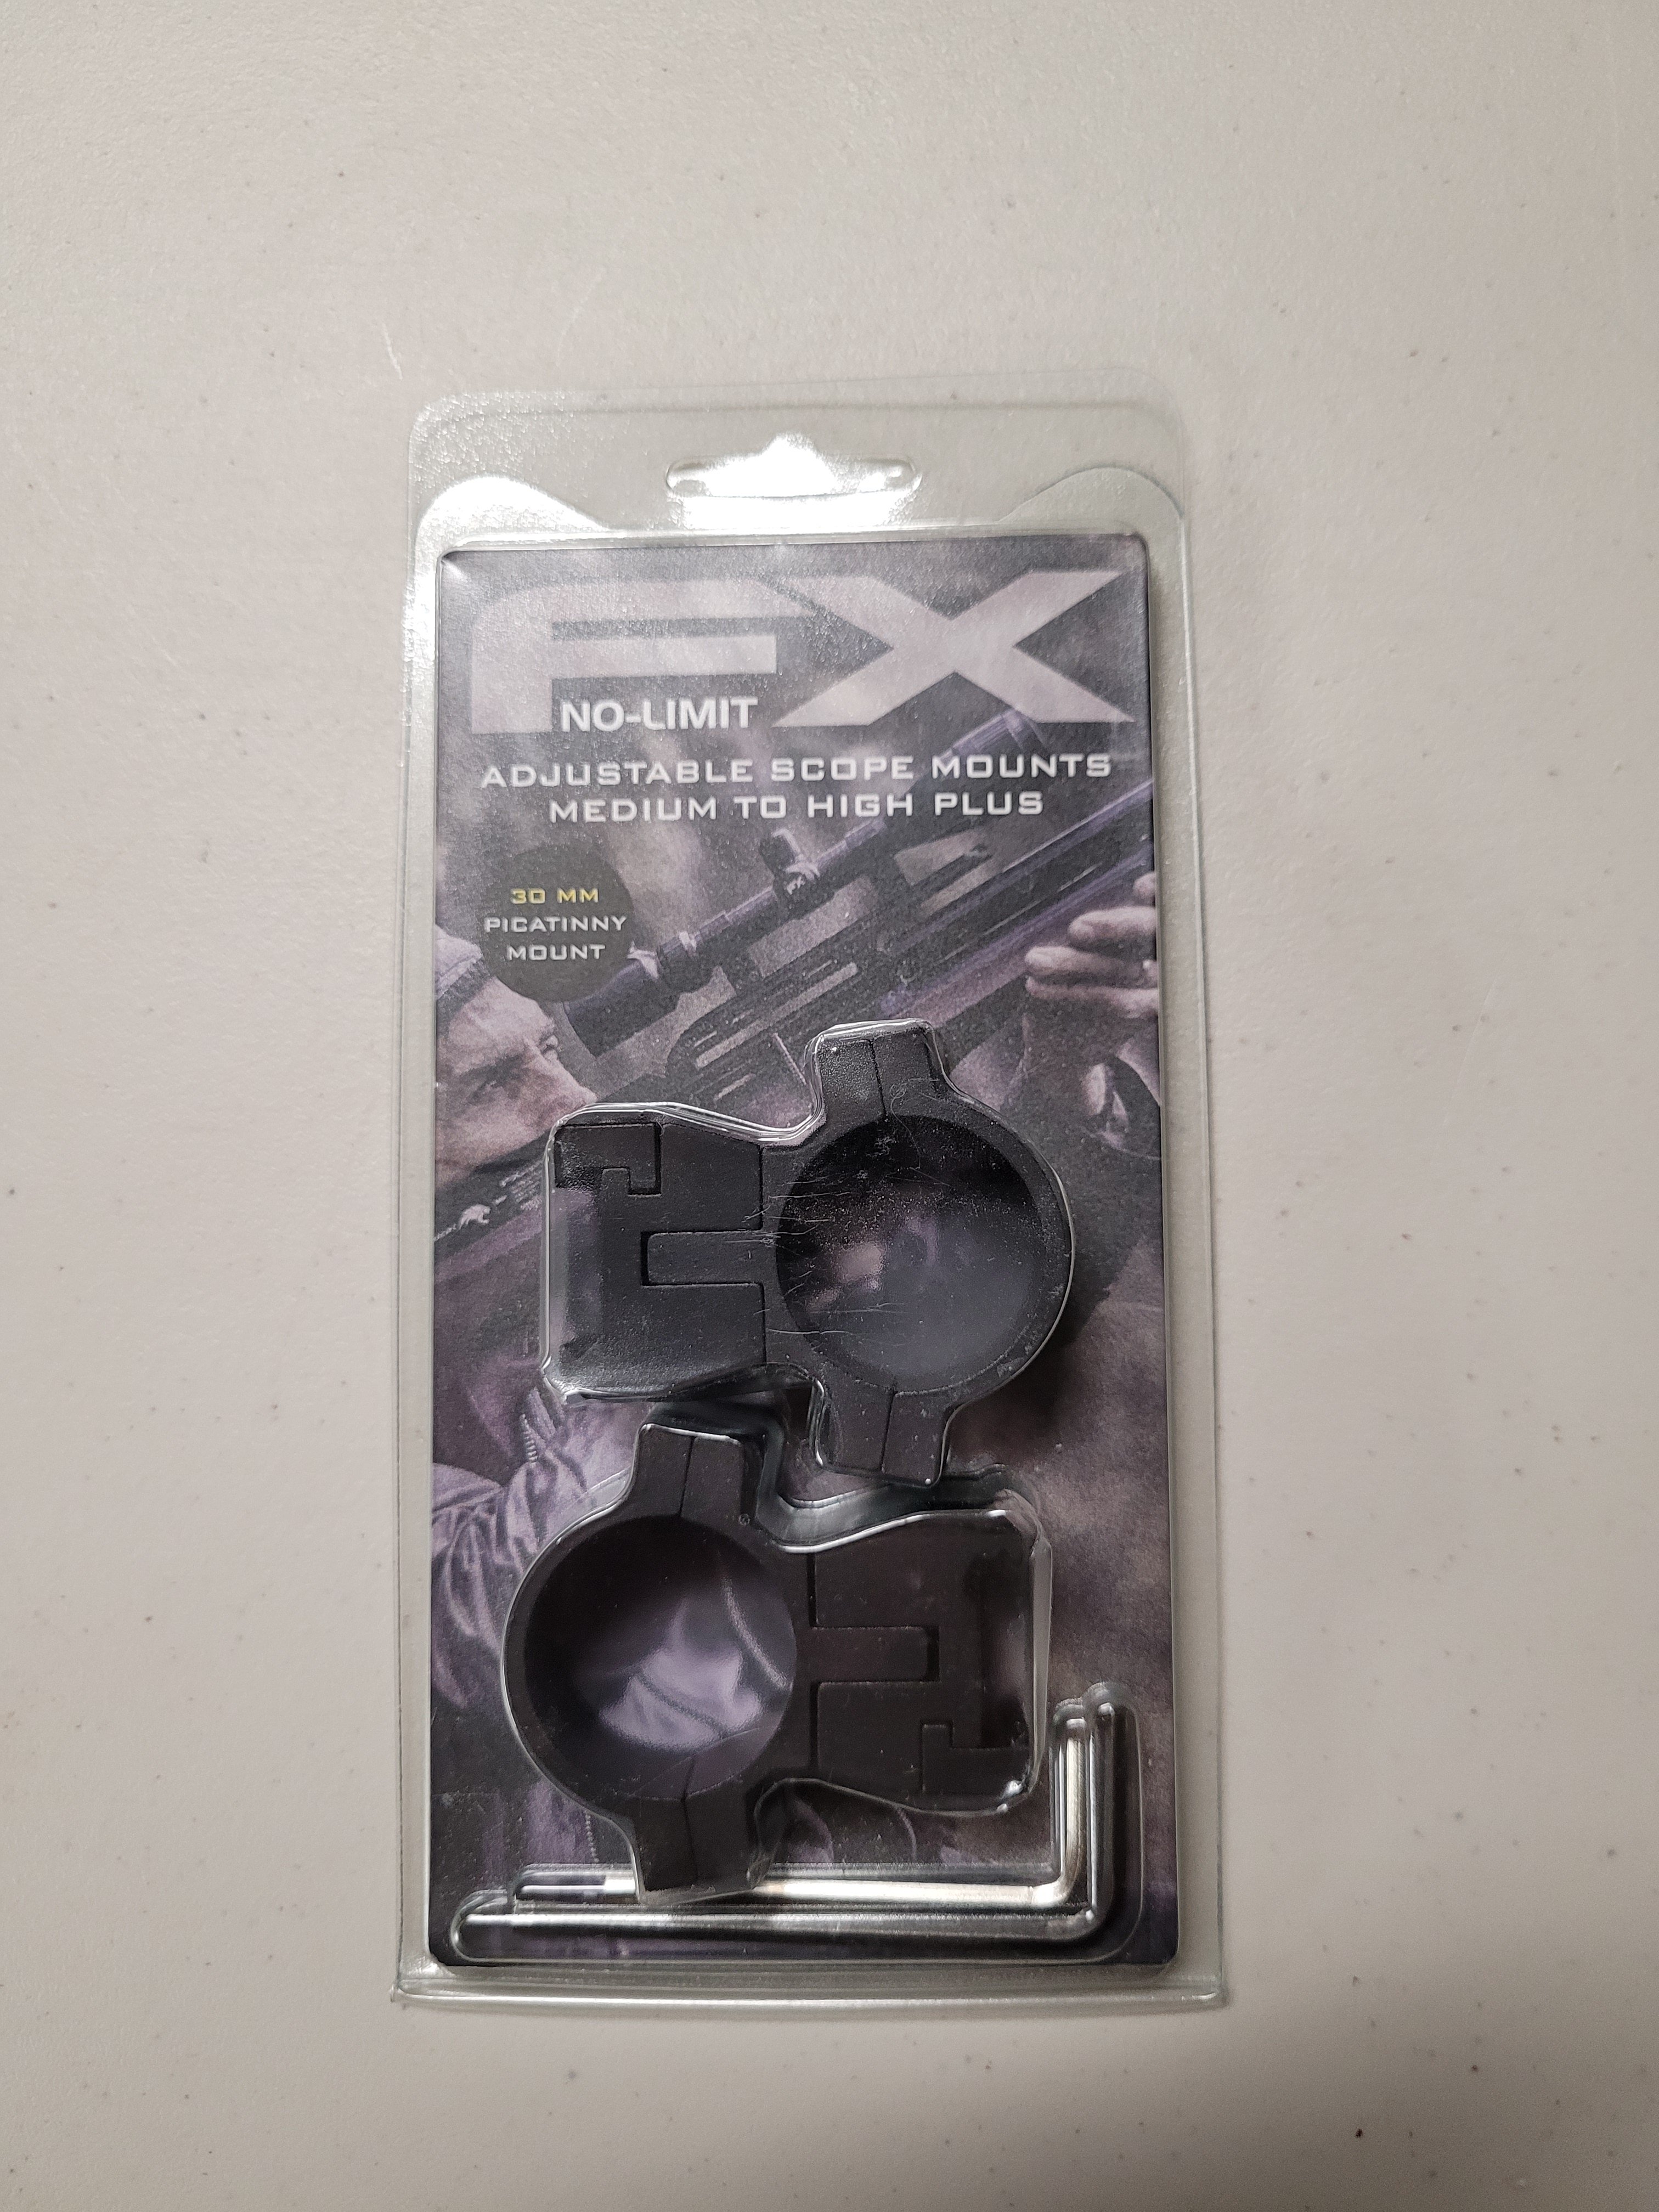 FX
NO-LIMIT
ADJUSTABLE SCOPE MOUNTS
MEDIUM TO HIGH PLUS
30 MM
PICATINNY
MOUNT